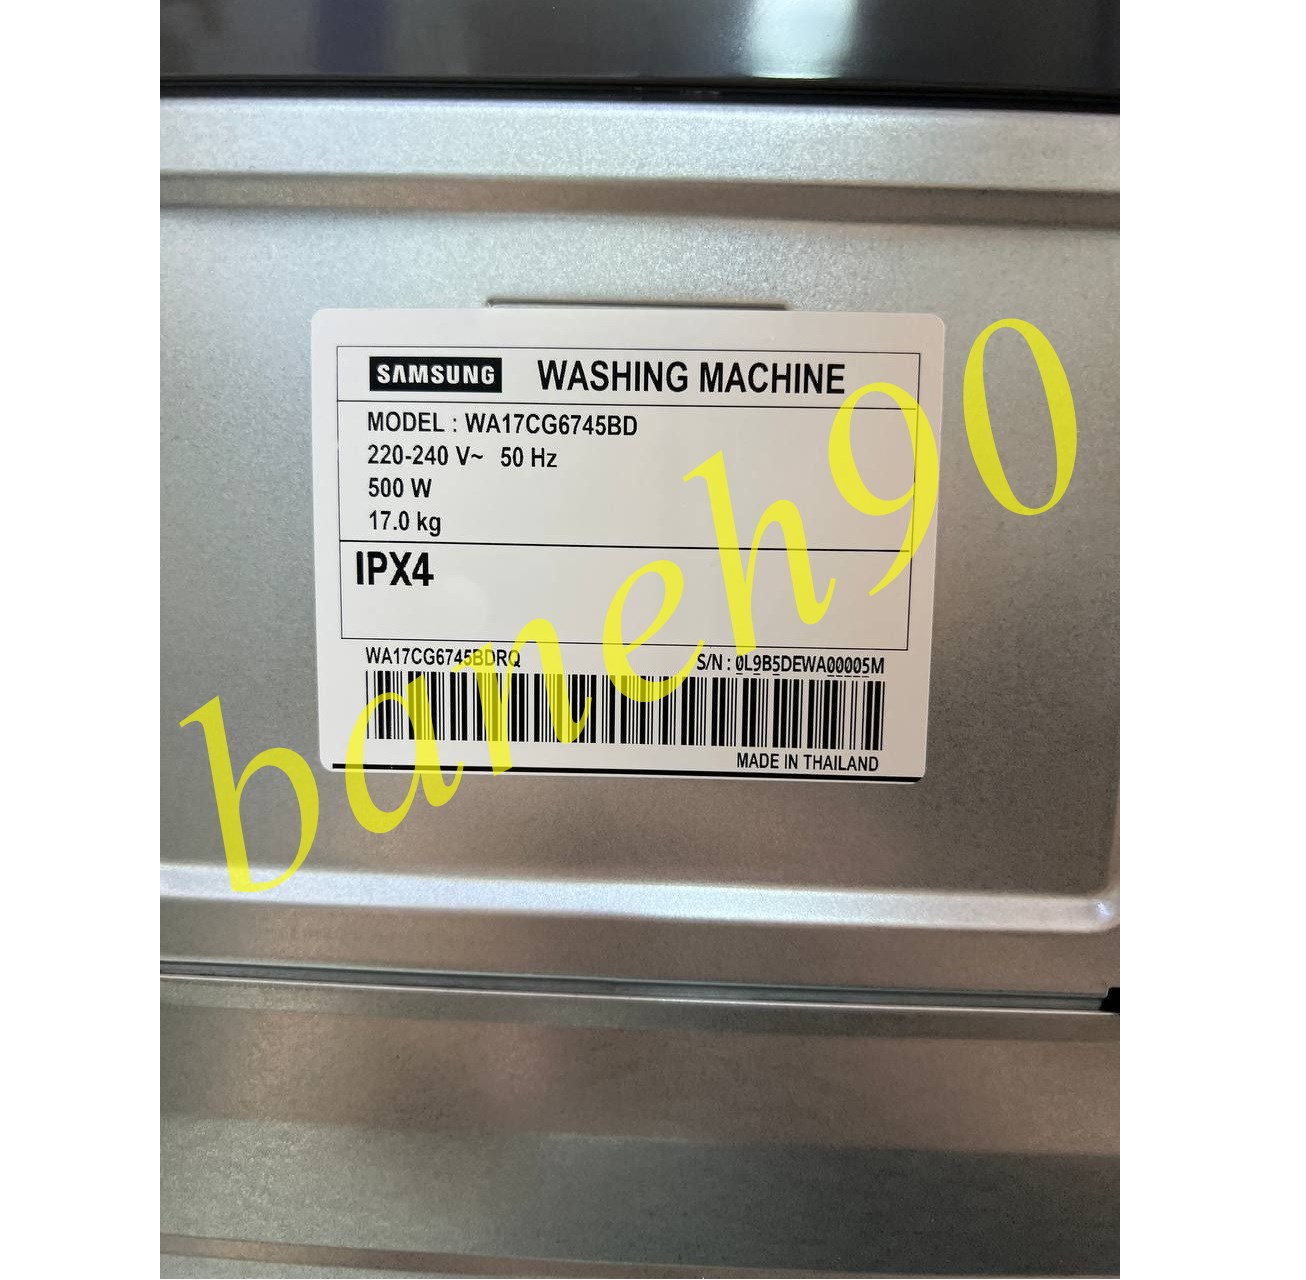 SAMSUNG WASHING MACHINE
MODEL : WA17CG6745BD
220-240 V~ 50 Hz
500 W
17.0 kg
IPX4
WA17CG6745BDRQ S/N : 0L9B5DEWA00005M
MADE IN THAILAND
baneh90